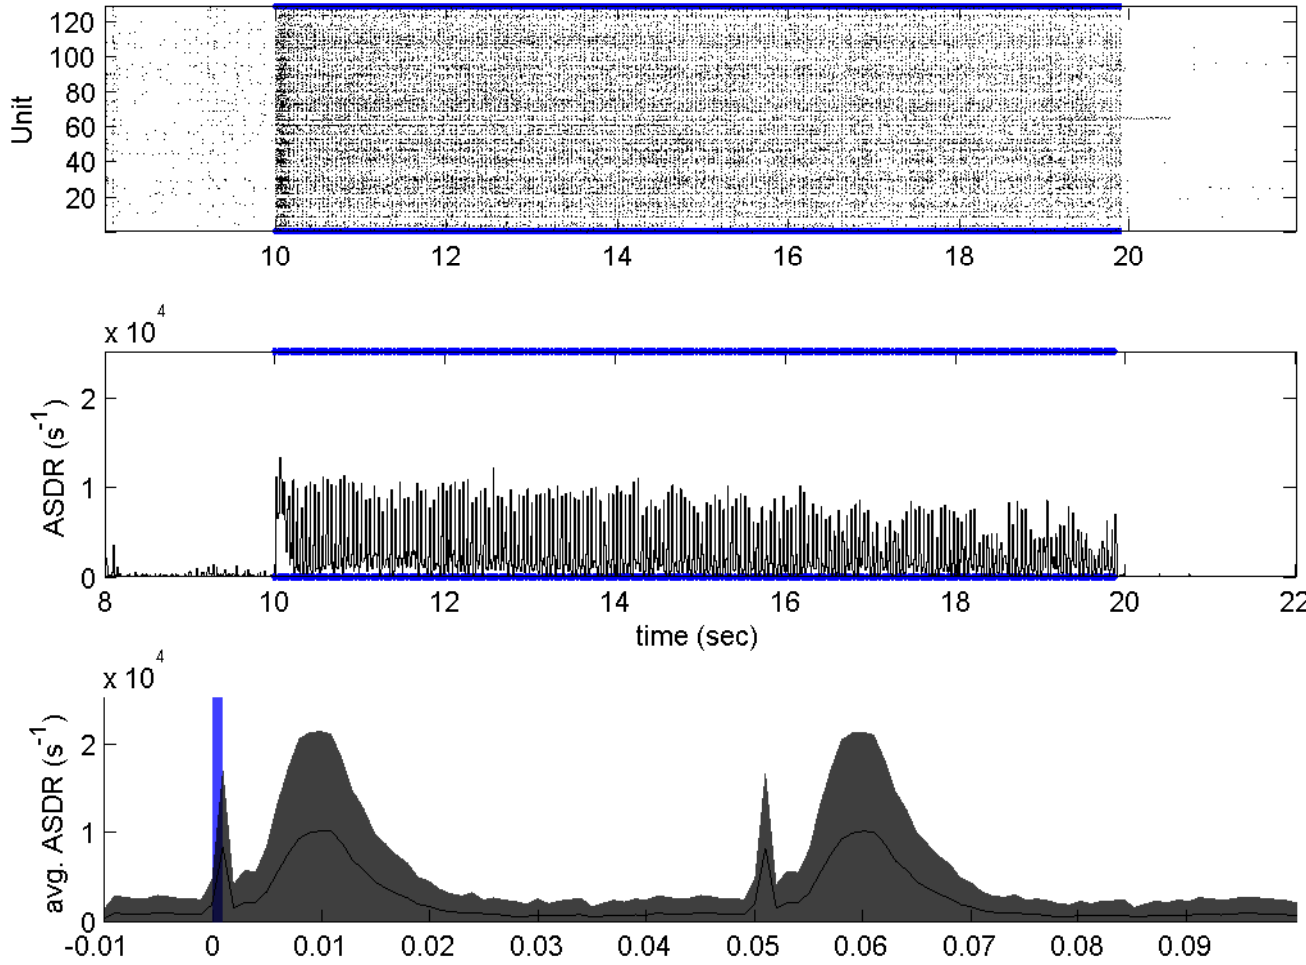 Unit
120
100
80
60
40
20
10 12 14 16 18 20
x 10^4
ASDR (s^-1)
2
1
0
8 10 12 14 16 18 20 22
time (sec)
x 10^4
avg. ASDR (s^-1)
2
1
0
-0.01 0 0.01 0.02 0.03 0.04 0.05 0.06 0.07 0.08 0.09